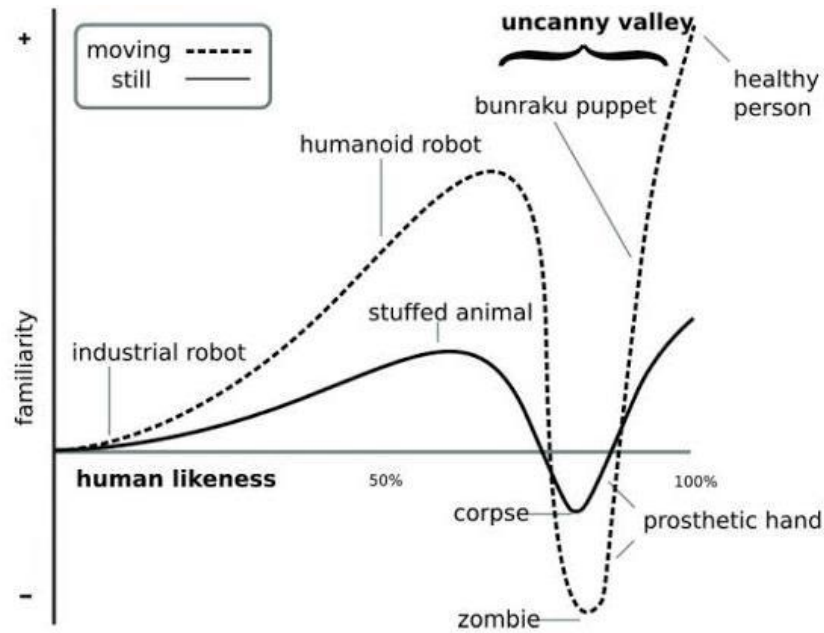 +
uncanny valley
moving
still
healthy
person
bunraku puppet
humanoid robot
stuffed animal
industrial robot
familiarity
human likeness
50%
100%
corpse
prosthetic hand
−
zombie